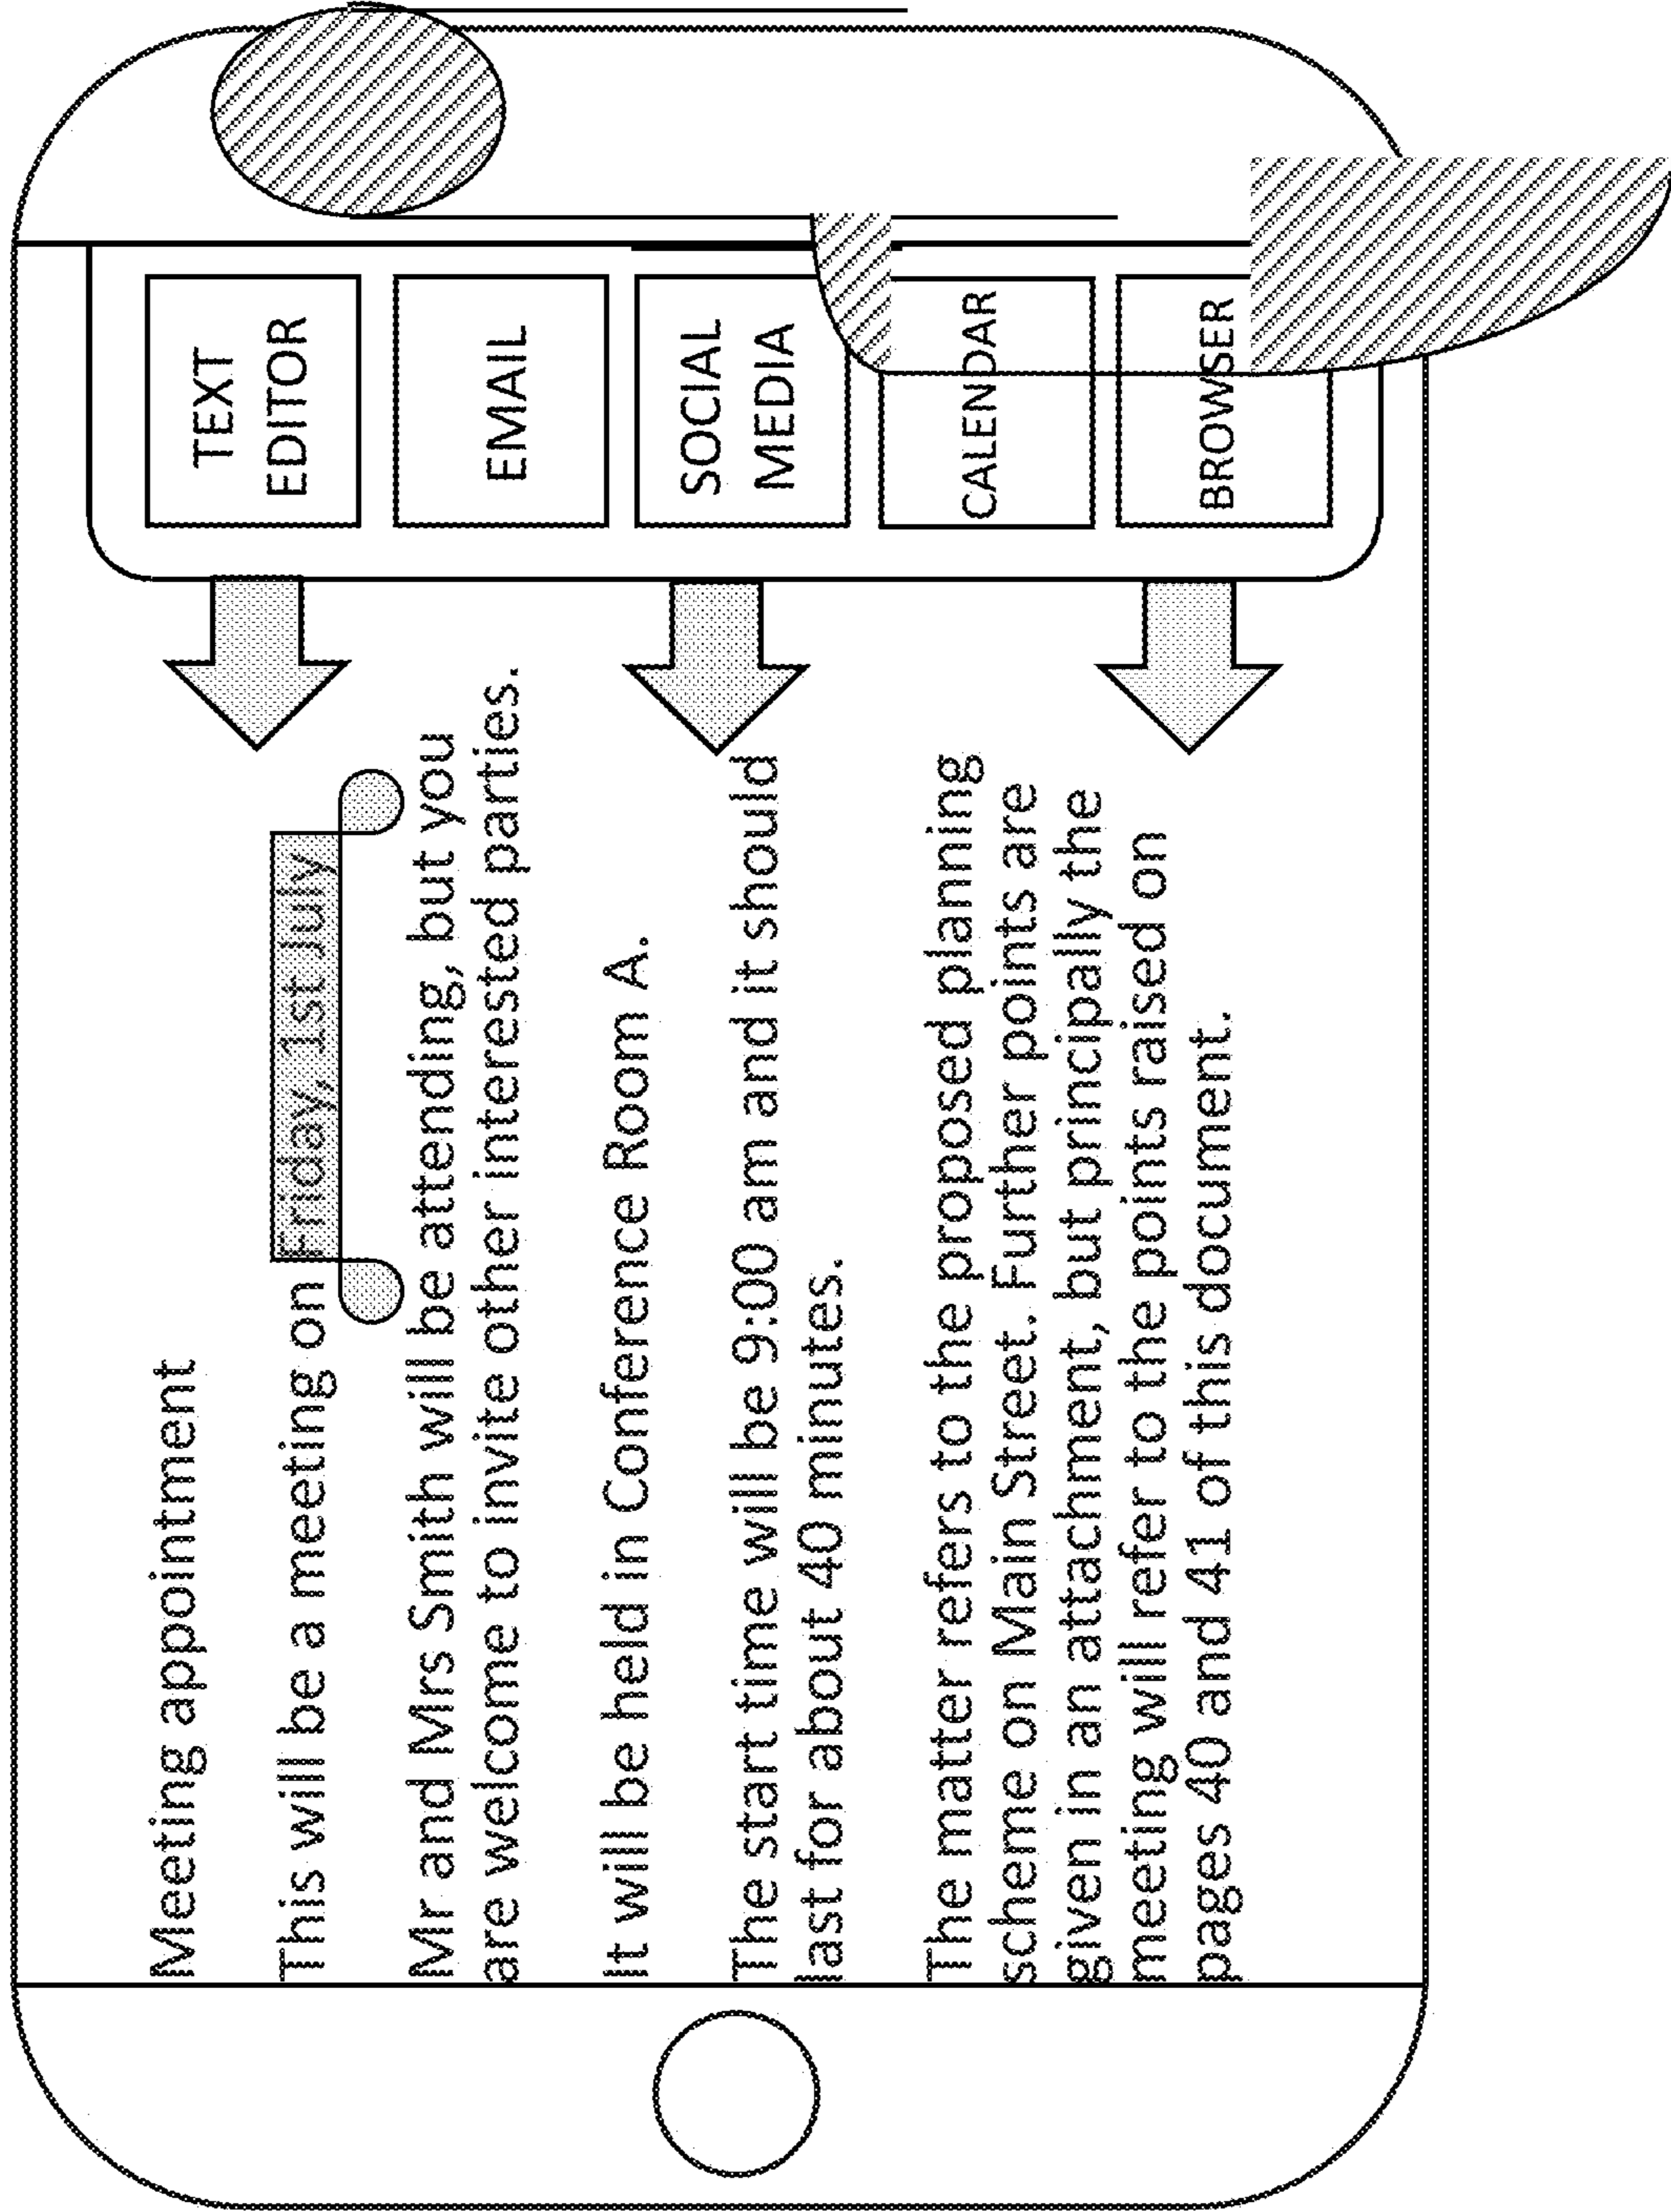 Meeting appointment
This will be a meeting on Friday, 1st July
Mr and Mrs Smith will be attending, but you
are welcome to invite other interested parties.
It will be held in Conference Room A.
The start time will be 9:00 am and it should
last for about 40 minutes.
The matter refers to the proposed planning
scheme on Main Street. Further points are
given in an attachment, but principally the
meeting will refer to the points raised on
pages 40 and 41 of this document.
TEXT
EDITOR
EMAIL
SOCIAL
MEDIA
CALENDAR
BROWSER